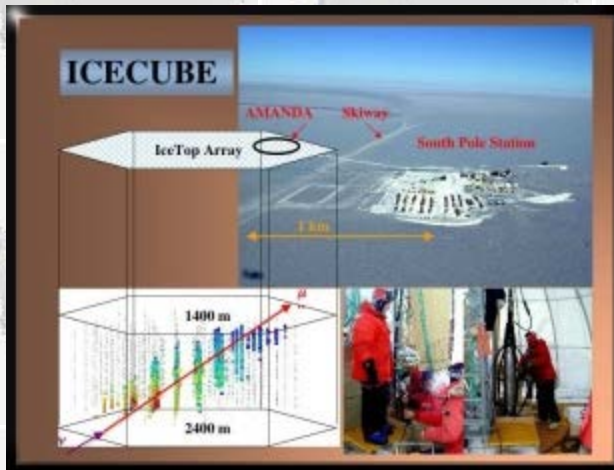 ICECUBE
AMANDA
Skiway
South Pole Station
IceTop Array
1 km
μ
1400 m
2400 m
ν